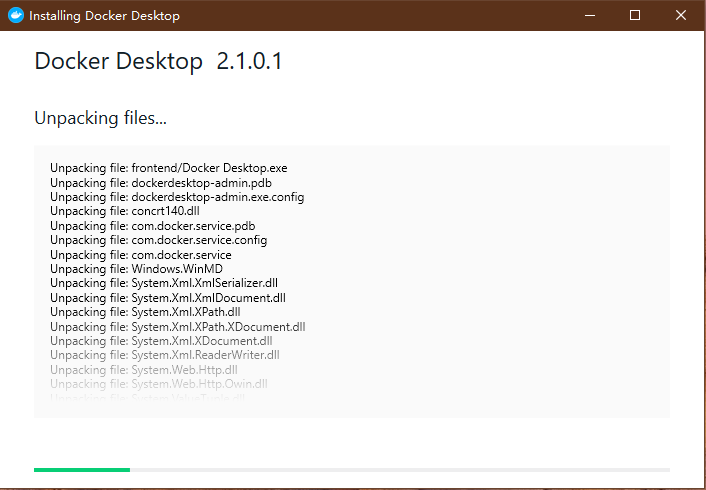 Installing Docker Desktop
Docker Desktop 2.1.0.1
Unpacking files...
Unpacking file: frontend/Docker Desktop.exe
Unpacking file: dockerdesktop-admin.pdb
Unpacking file: dockerdesktop-admin.exe.config
Unpacking file: concrt140.dll
Unpacking file: com.docker.service.pdb
Unpacking file: com.docker.service.config
Unpacking file: com.docker.service
Unpacking file: Windows.WinMD
Unpacking file: System.Xml.XmlSerializer.dll
Unpacking file: System.Xml.XmlDocument.dll
Unpacking file: System.Xml.XPath.dll
Unpacking file: System.Xml.XPath.XDocument.dll
Unpacking file: System.Xml.XDocument.dll
Unpacking file: System.Xml.ReaderWriter.dll
Unpacking file: System.Web.Http.dll
Unpacking file: System.Web.Http.Owin.dll
Unpacking file: System.ValueTuple.dll